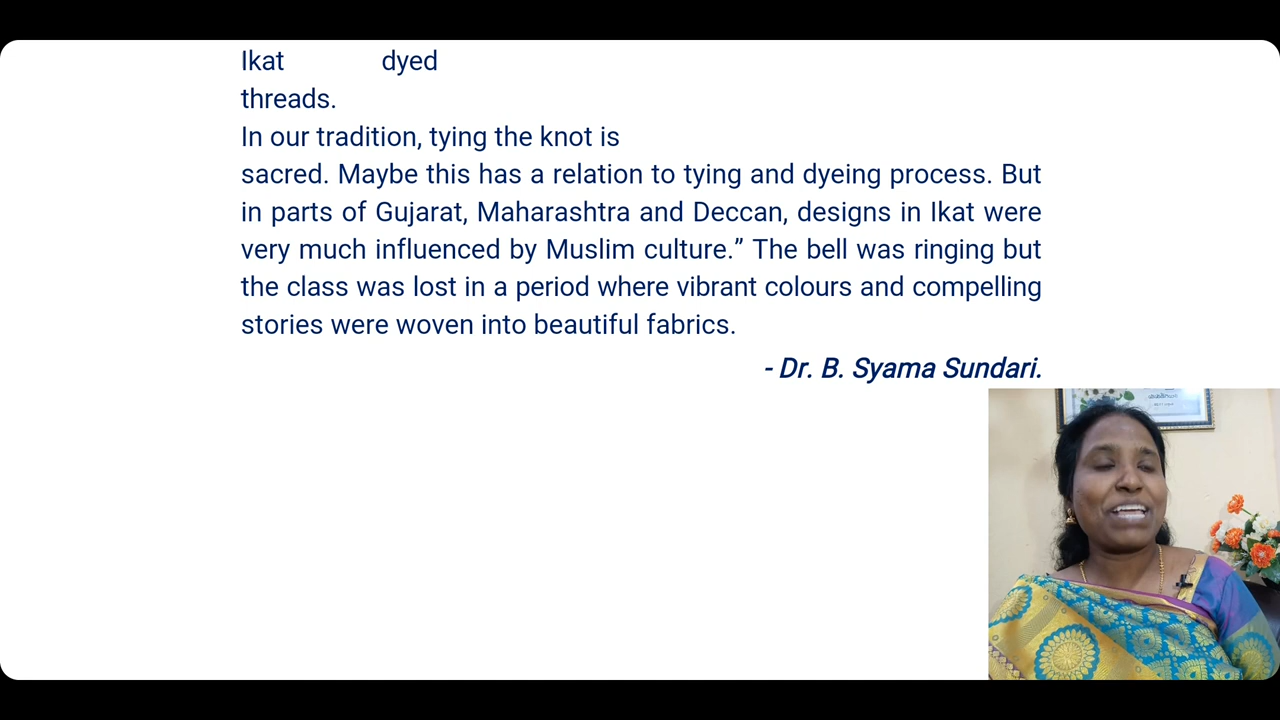 Ikat dyed
threads.
In our tradition, tying the knot is
sacred. Maybe this has a relation to tying and dyeing process. But
in parts of Gujarat, Maharashtra and Deccan, designs in Ikat were
very much influenced by Muslim culture.” The bell was ringing but
the class was lost in a period where vibrant colours and compelling
stories were woven into beautiful fabrics.
- Dr. B. Syama Sundari.